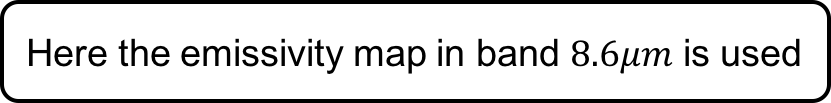 Here the emissivity map in band 8.6μm is used